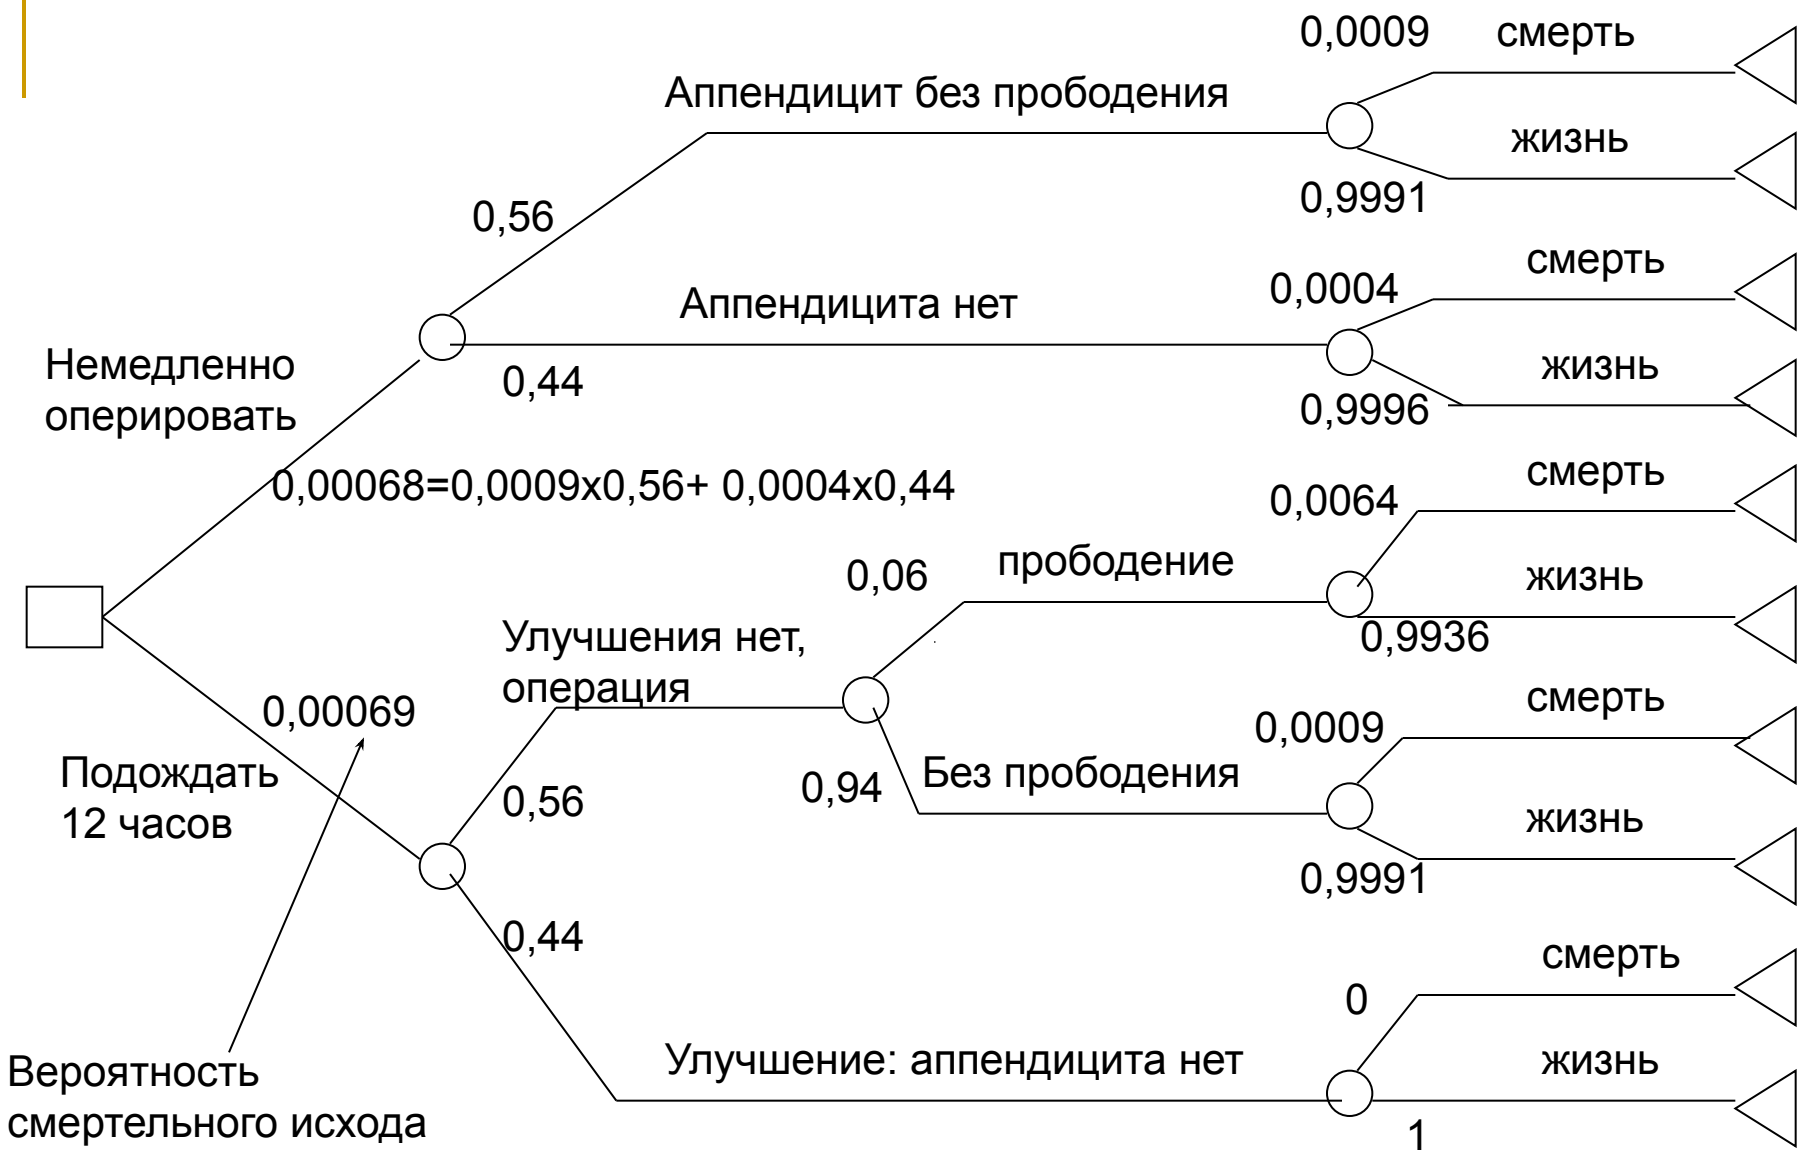 0,0009 смерть
Аппендицит без прободения
жизнь
0,9991
0,56
смерть
0,0004
Аппендицита нет
жизнь
0,44
0,9996
Немедленно
оперировать
0,00068=0,0009х0,56+ 0,0004х0,44
смерть
0,0064
прободение
0,06
жизнь
0,9936
Улучшения нет,
операция
смерть
0,00069
0,0009
Подождать
12 часов
0,56
0,94
Без прободения
жизнь
0,9991
0,44
смерть
0
Улучшение: аппендицита нет
жизнь
1
Вероятность
смертельного исхода